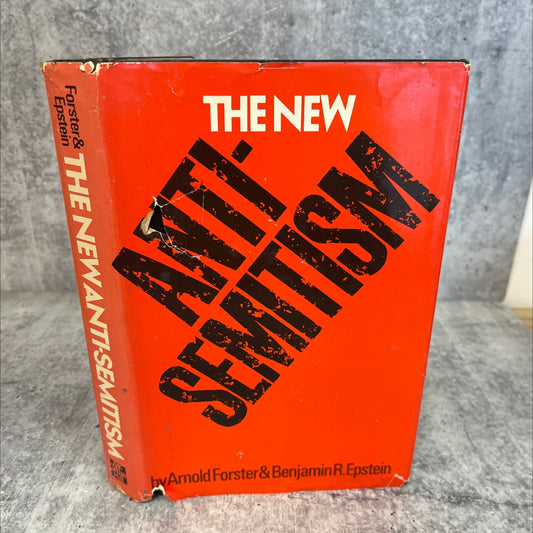 Forster &
Epstein
THE NEW ANTI-SEMITISM
THE NEW
ANTI-
SEMITISM
by Arnold Forster & Benjamin R. Epstein